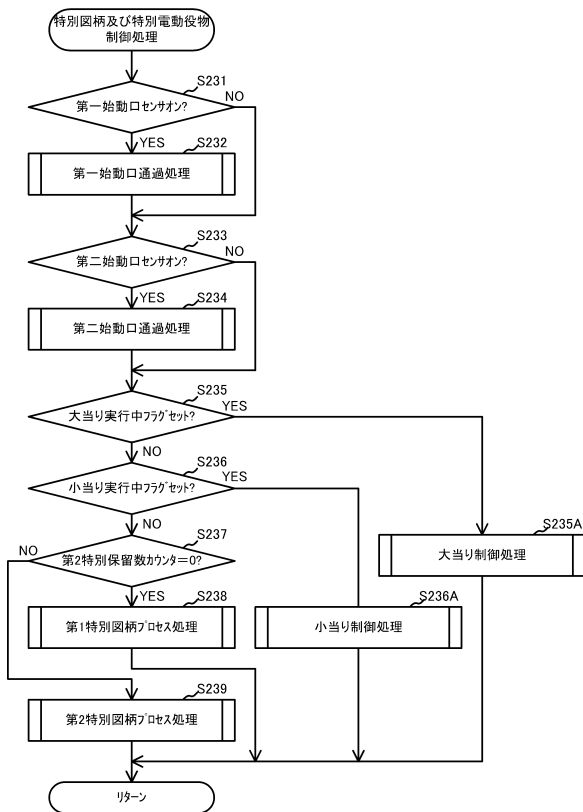 特別図柄及び特別電動役物
制御処理
S231
第一始動口センサオン?
NO
YES
S232
第一始動口通過処理
S233
第二始動口センサオン?
NO
YES
S234
第二始動口通過処理
S235
大当り実行中フラグセット?
YES
NO
S236
小当り実行中フラグセット?
YES
NO
S237
第2特別保留数カウンタ=0?
NO
YES
S235A
大当り制御処理
S238
第1特別図柄プロセス処理
S236A
小当り制御処理
S239
第2特別図柄プロセス処理
リターン